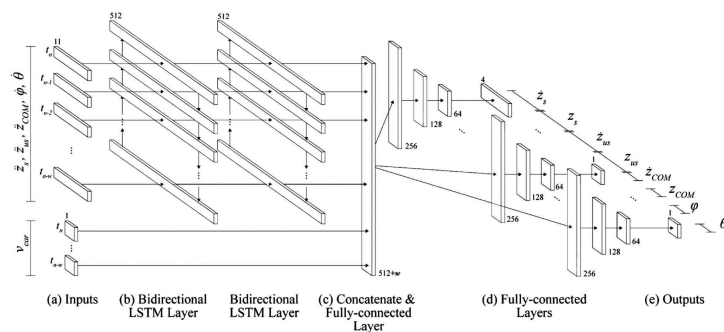 512
512
11
t_n
t_{n-1}
t_{n-2}
t_{n-w}
z̈_s, z̈_us, z̈_COM, φ̇, θ̇
v_car
1
t_n
t_{n-w}
256
128
64
4
256
128
64
1
256
128
64
1
512+w
ż_s
z_s
ż_us
z_us
ż_COM
z_COM
φ
θ
(a) Inputs
(b) Bidirectional
LSTM Layer
Bidirectional
LSTM Layer
(c) Concatenate &
Fully-connected
Layer
(d) Fully-connected
Layers
(e) Outputs